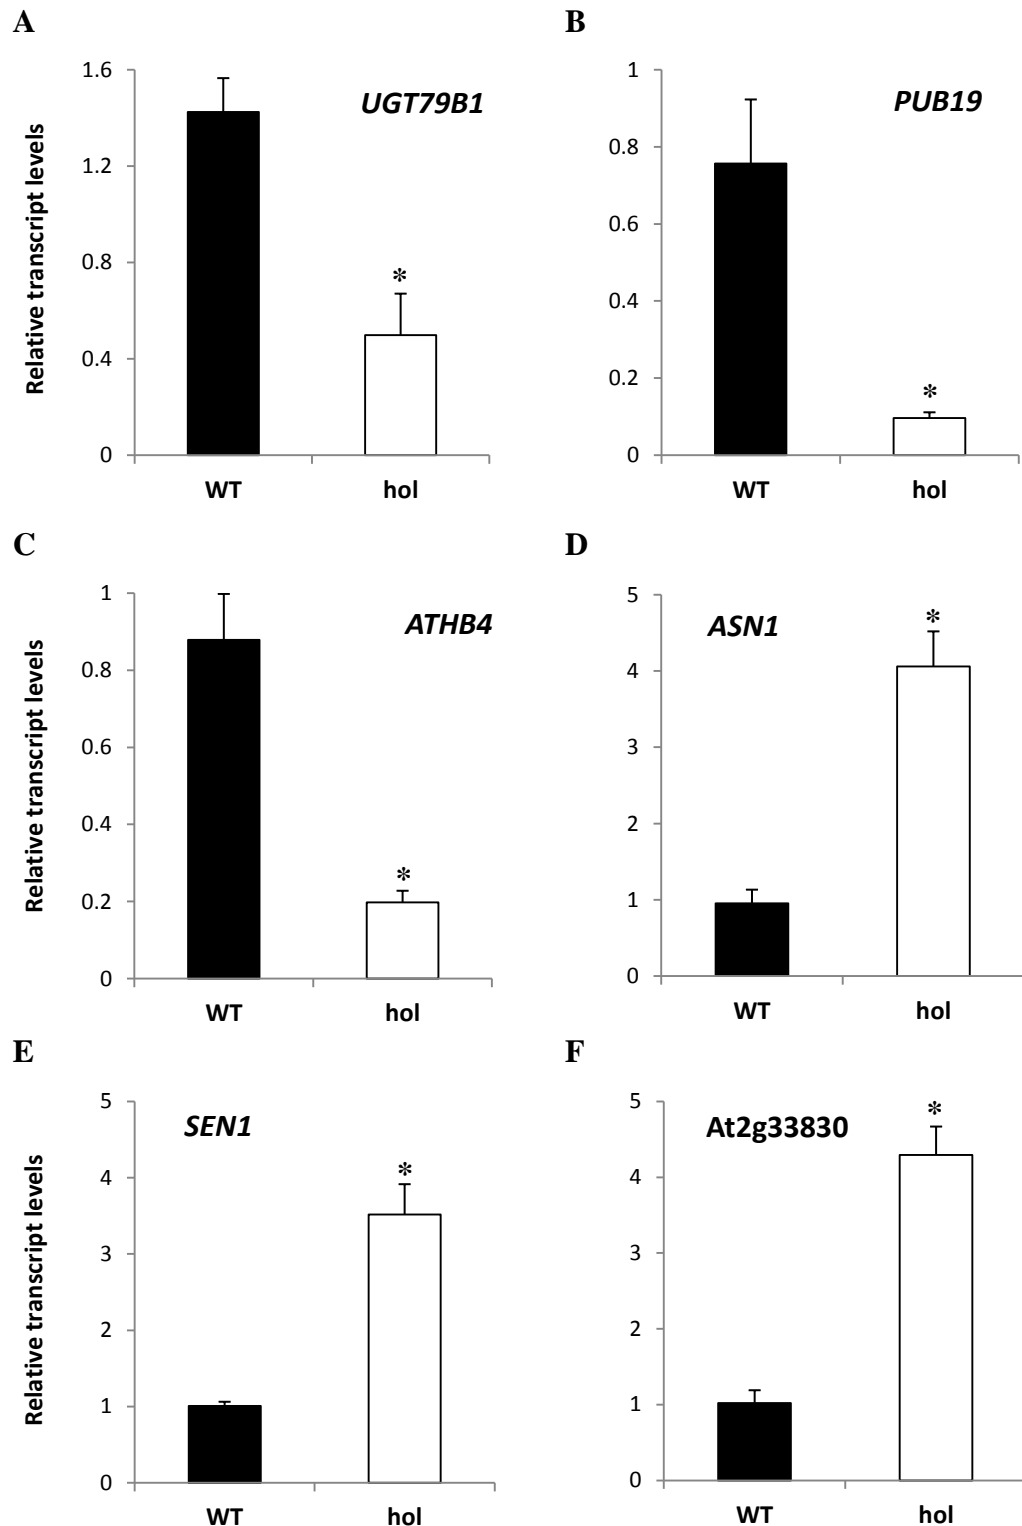 A
Relative transcript levels
1.6
1.2
0.8
0.4
0
UGT79B1
*
WT
hol
B
1
0.8
0.6
0.4
0.2
0
PUB19
*
WT
hol
C
Relative transcript levels
1
0.8
0.6
0.4
0.2
0
ATHB4
*
WT
hol
D
5
4
3
2
1
0
ASN1
*
WT
hol
E
Relative transcript levels
5
4
3
2
1
0
SEN1
*
WT
hol
F
5
4
3
2
1
0
At2g33830
*
WT
hol